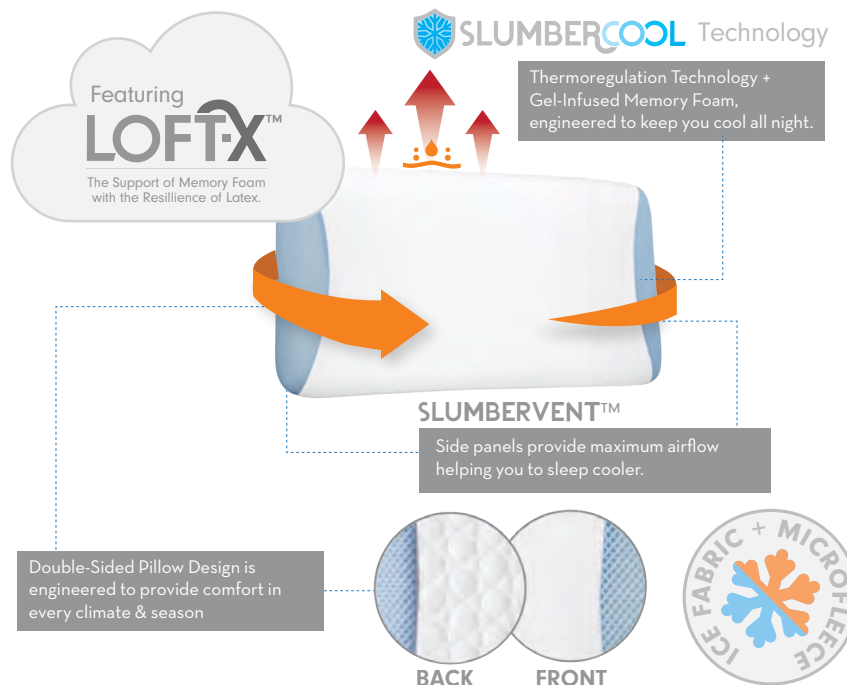 SLUMBERCOOL Technology
Featuring
LOFT-X™
The Support of Memory Foam
with the Resillience of Latex.
Thermoregulation Technology +
Gel-Infused Memory Foam,
engineered to keep you cool all night.
SLUMBERVENT™
Side panels provide maximum airflow
helping you to sleep cooler.
Double-Sided Pillow Design is
engineered to provide comfort in
every climate & season
BACK
FRONT
ICE FABRIC + MICROFLEECE